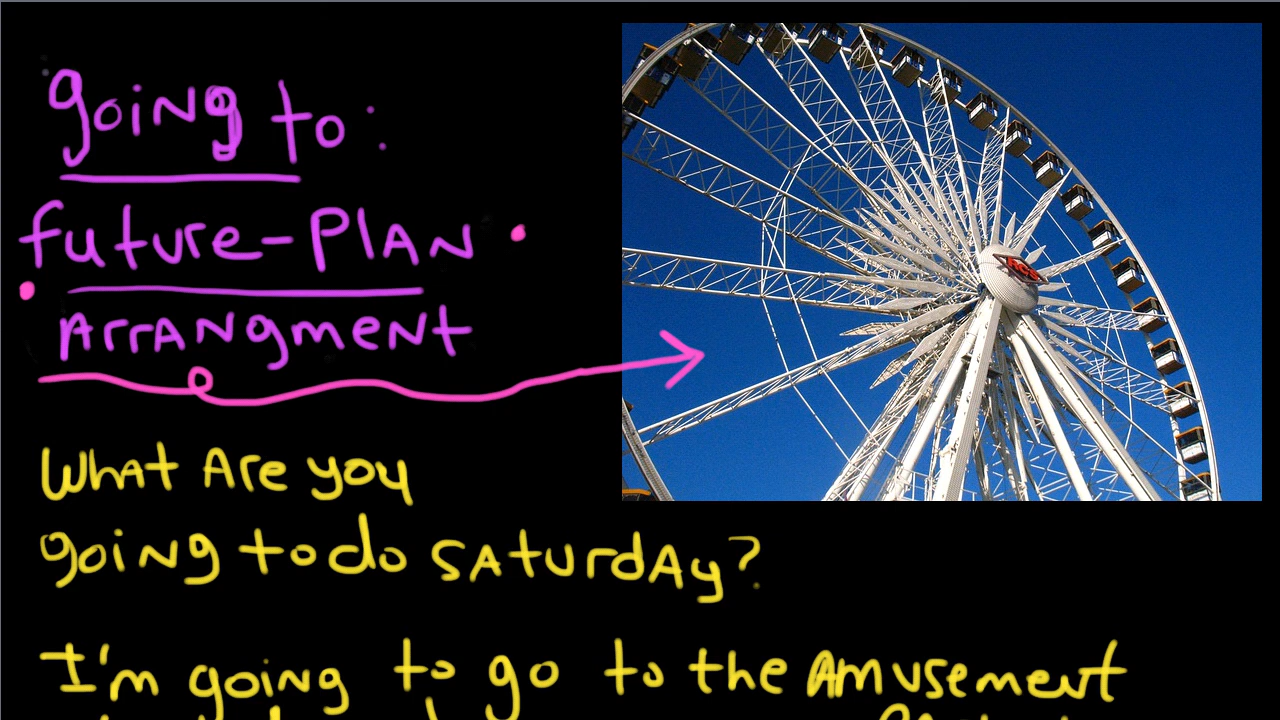 going to:
future-PlAN
ArrANgmeNt
WhAt Are you
goiNg to do SAturdAy?
I'm goiNg to go to the AmusemeNt